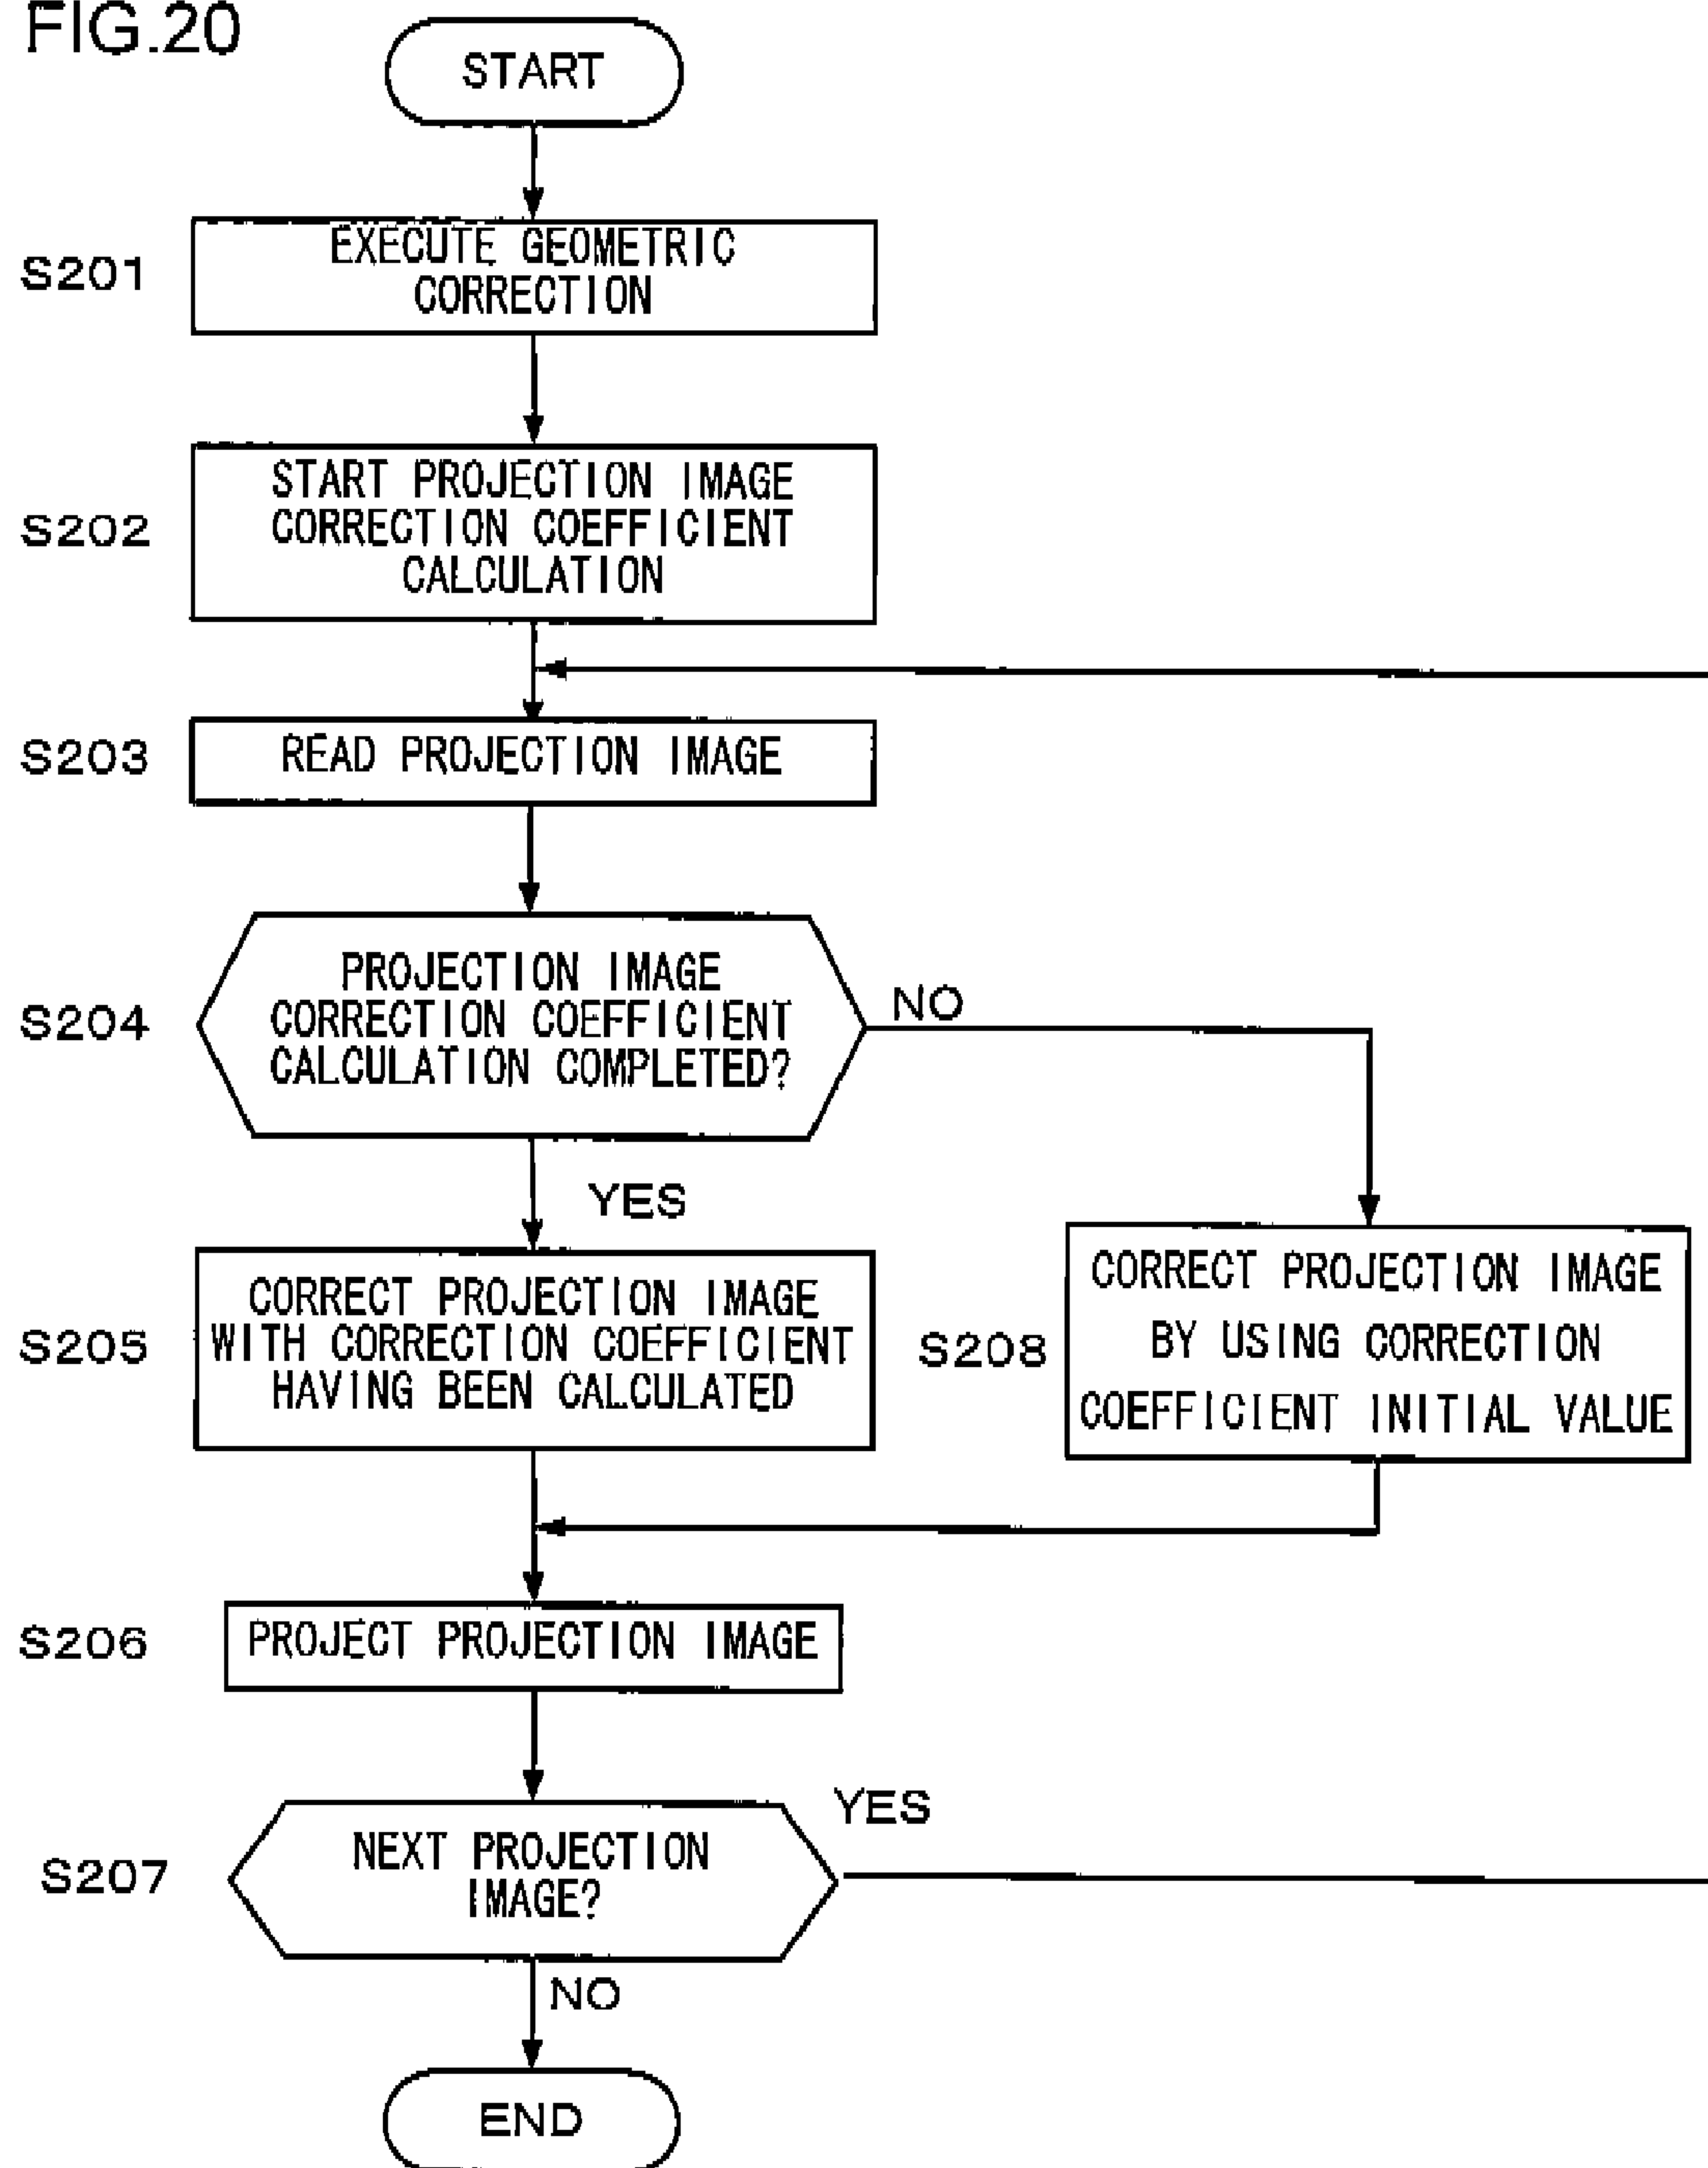 FIG.20
START
S201
EXECUTE GEOMETRIC
CORRECTION
S202
START PROJECTION IMAGE
CORRECTION COEFFICIENT
CALCULATION
S203
READ PROJECTION IMAGE
S204
PROJECTION IMAGE
CORRECTION COEFFICIENT
CALCULATION COMPLETED?
NO
YES
S205
CORRECT PROJECTION IMAGE
WITH CORRECTION COEFFICIENT
HAVING BEEN CALCULATED
S208
CORRECT PROJECTION IMAGE
BY USING CORRECTION
COEFFICIENT INITIAL VALUE
S206
PROJECT PROJECTION IMAGE
S207
NEXT PROJECTION
IMAGE?
YES
NO
END